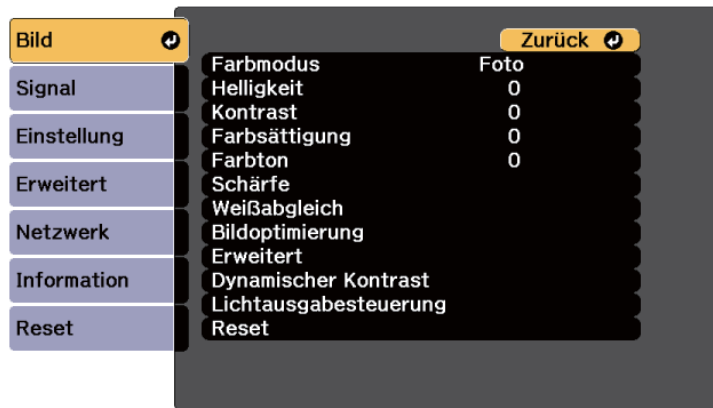 Bild
Signal
Einstellung
Erweitert
Netzwerk
Information
Reset
Zurück
Farbmodus Foto
Helligkeit 0
Kontrast 0
Farbsättigung 0
Farbton 0
Schärfe
Weißabgleich
Bildoptimierung
Erweitert
Dynamischer Kontrast
Lichtausgabesteuerung
Reset